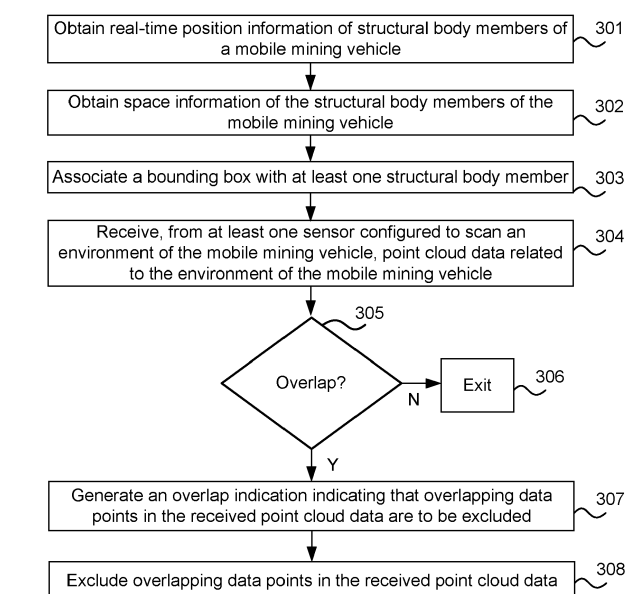 Obtain real-time position information of structural body members of
a mobile mining vehicle
301
Obtain space information of the structural body members of the
mobile mining vehicle
302
Associate a bounding box with at least one structural body member
303
Receive, from at least one sensor configured to scan an
environment of the mobile mining vehicle, point cloud data related
to the environment of the mobile mining vehicle
304
305
Overlap?
N
Exit
306
Y
Generate an overlap indication indicating that overlapping data
points in the received point cloud data are to be excluded
307
Exclude overlapping data points in the received point cloud data
308